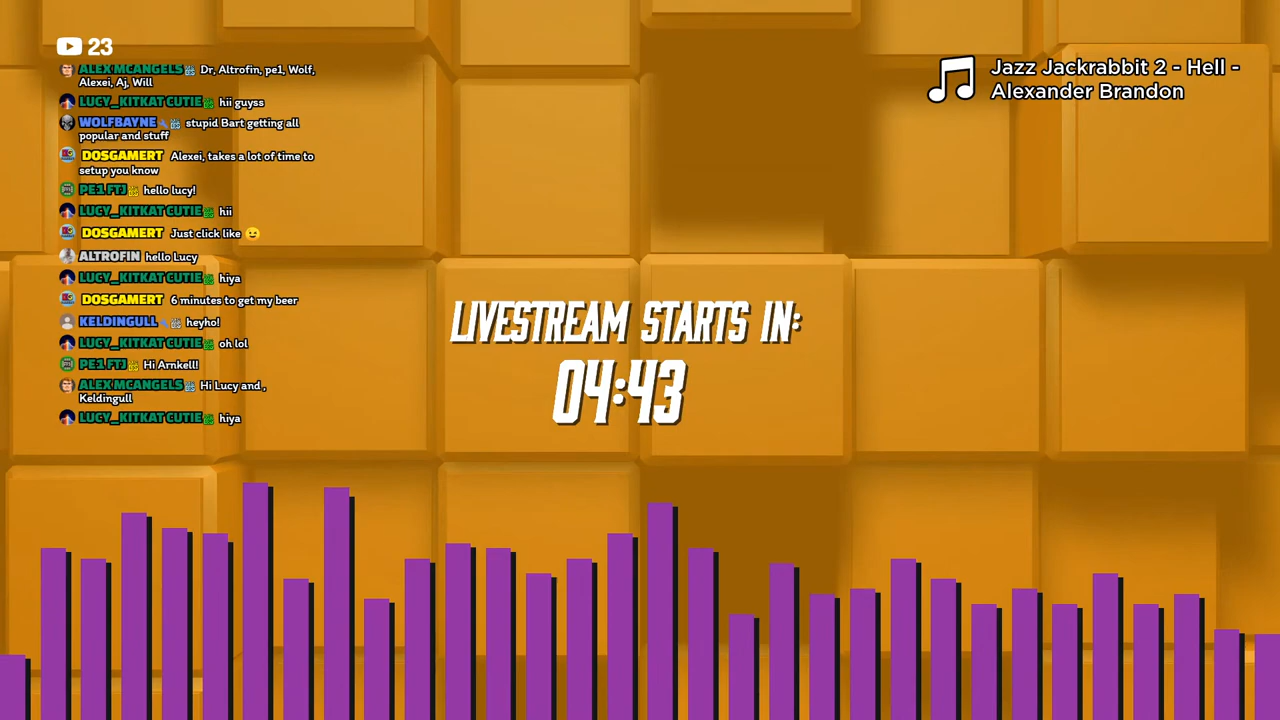 23
ALEX MCANGELS Dr, Altrofin, pe1, Wolf,
Alexei, Aj, Will
LUCY_KITKAT CUTIE hii guyss
WOLFBAYNE stupid Bart getting all
popular and stuff
DOSGAMERT Alexei, takes a lot of time to
setup you know
PE1 FTJ hello lucy!
LUCY_KITKAT CUTIE hii
DOSGAMERT Just click like
ALTROFIN hello Lucy
LUCY_KITKAT CUTIE hiya
DOSGAMERT 6 minutes to get my beer
KELDINGULL heyho!
LUCY_KITKAT CUTIE oh lol
PE1 FTJ Hi Arnkell!
ALEX MCANGELS Hi Lucy and ,
Keldingull
LUCY_KITKAT CUTIE hiya
Jazz Jackrabbit 2 - Hell -
Alexander Brandon
LIVESTREAM STARTS IN:
04:43